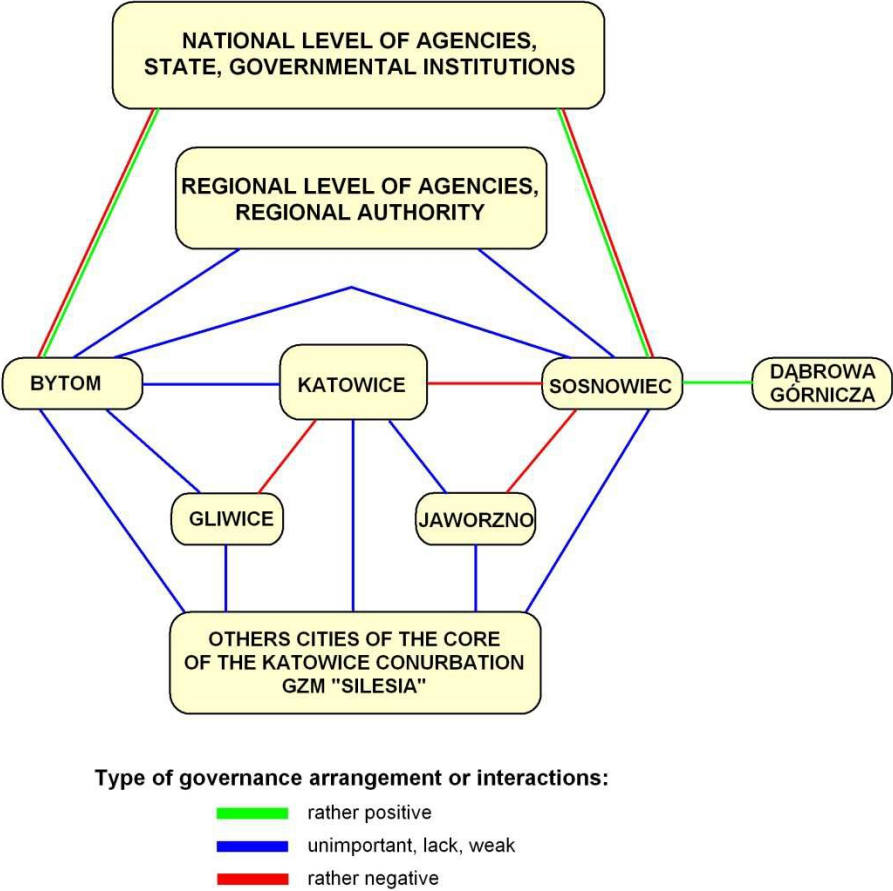 NATIONAL LEVEL OF AGENCIES,
STATE, GOVERNMENTAL INSTITUTIONS
REGIONAL LEVEL OF AGENCIES,
REGIONAL AUTHORITY
BYTOM
KATOWICE
SOSNOWIEC
DĄBROWA
GÓRNICZA
GLIWICE
JAWORZNO
OTHERS CITIES OF THE CORE
OF THE KATOWICE CONURBATION
GZM "SILESIA"
Type of governance arrangement or interactions:
rather positive
unimportant, lack, weak
rather negative